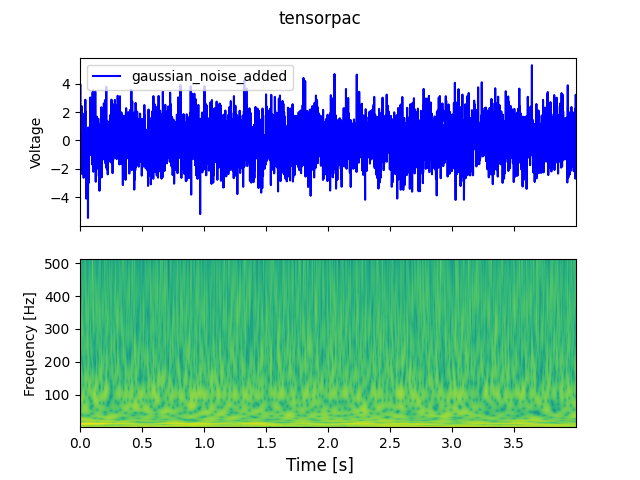 tensorpac
gaussian_noise_added
Voltage
4
2
0
−2
−4
Frequency [Hz]
500
400
300
200
100
0.0 0.5 1.0 1.5 2.0 2.5 3.0 3.5
Time [s]